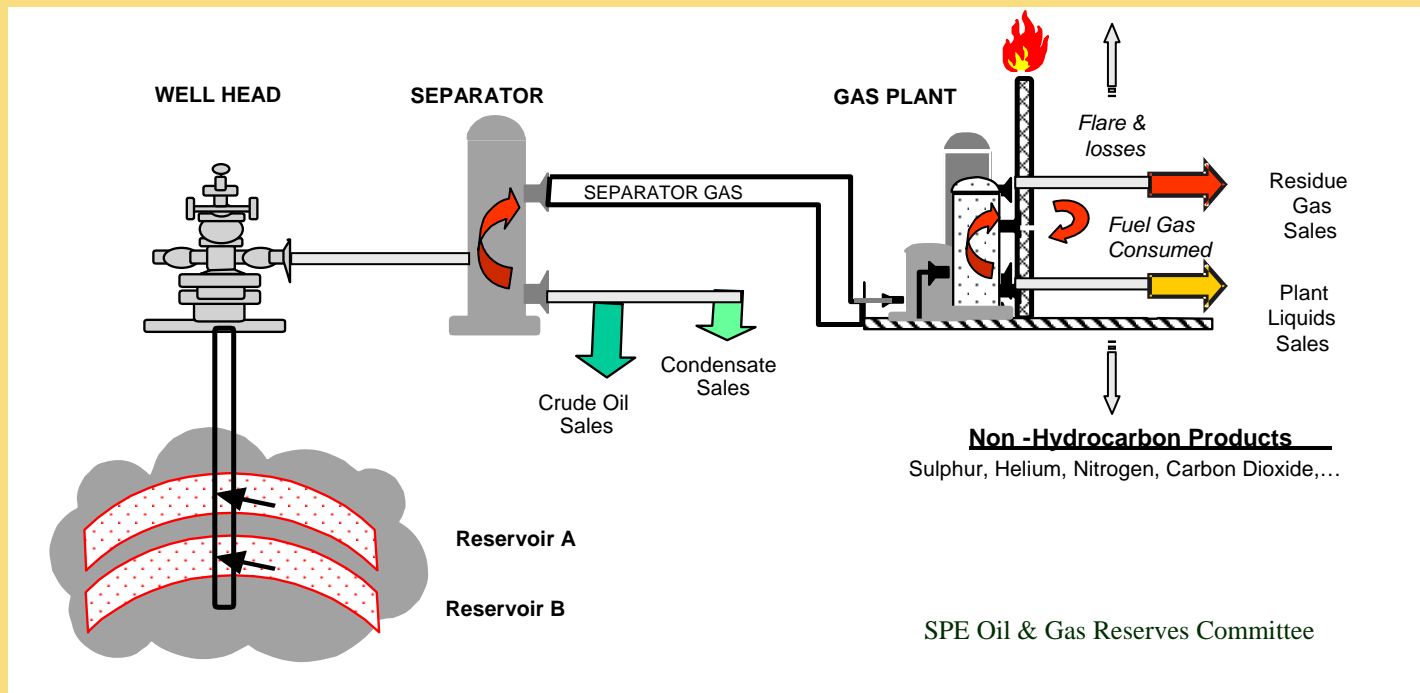 WELL HEAD
SEPARATOR
GAS PLANT
Flare &
losses
SEPARATOR GAS
Residue
Gas
Sales
Fuel Gas
Consumed
Plant
Liquids
Sales
Condensate
Sales
Crude Oil
Sales
Non -Hydrocarbon Products
Sulphur, Helium, Nitrogen, Carbon Dioxide,…
Reservoir A
Reservoir B
SPE Oil & Gas Reserves Committee